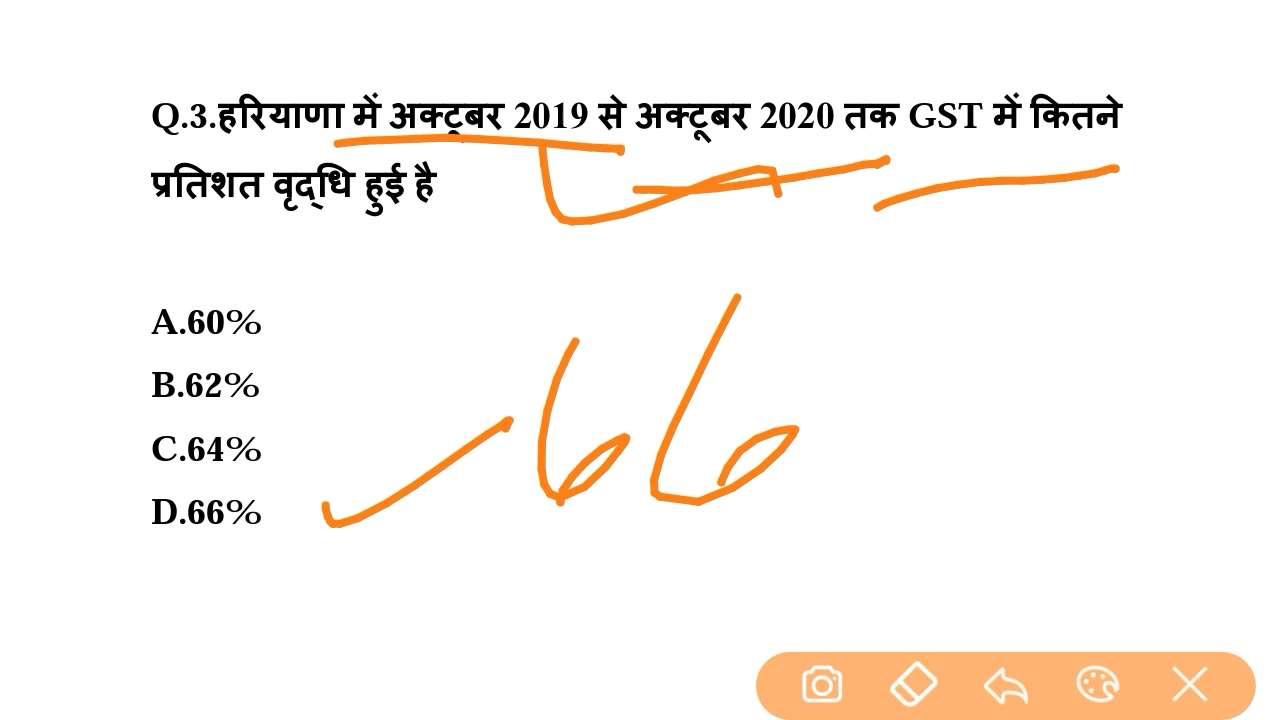 Q.3.हरियाणा में अक्टूबर 2019 से अक्टूबर 2020 तक GST में कितने
प्रतिशत वृद्धि हुई है
A.60%
B.62%
C.64%
D.66%
66